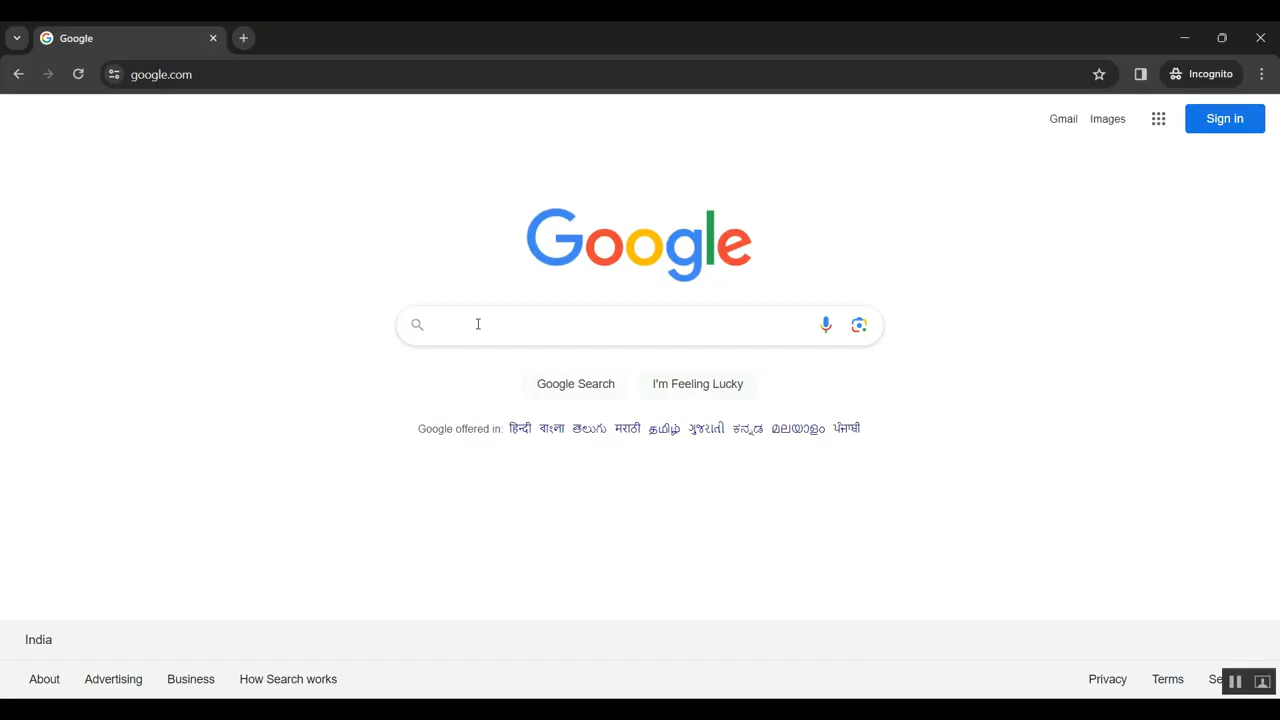 Google
google.com
Incognito
Gmail Images Sign in
Google
Google Search I'm Feeling Lucky
Google offered in: हिन्दी বাংলা తెలుగు मराठी தமிழ் ગુજરાતી ಕನ್ನಡ മലയാളം ਪੰਜਾਬੀ
India
About Advertising Business How Search works Privacy Terms Se